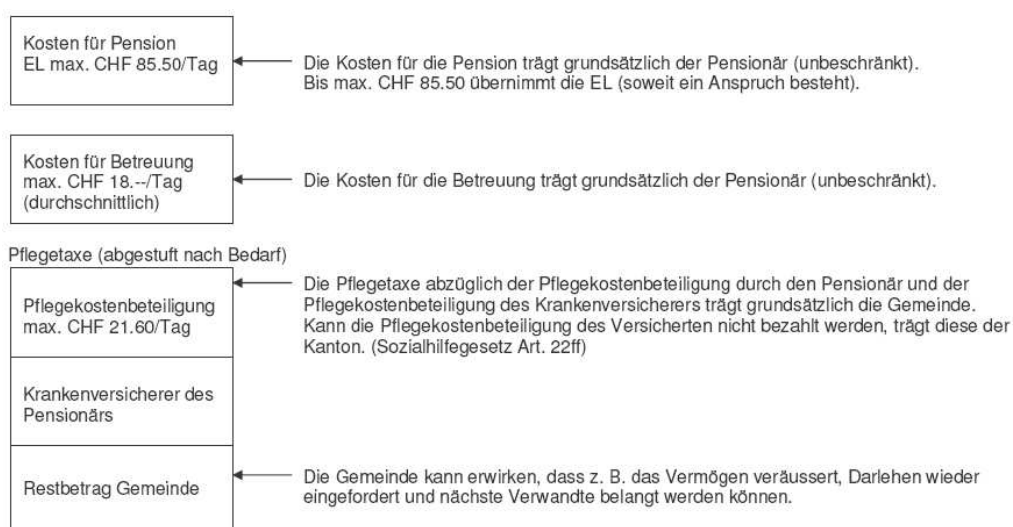 Kosten für Pension
EL max. CHF 85.50/Tag
Die Kosten für die Pension trägt grundsätzlich der Pensionär (unbeschränkt).
Bis max. CHF 85.50 übernimmt die EL (soweit ein Anspruch besteht).
Kosten für Betreuung
max. CHF 18.--/Tag
(durchschnittlich)
Die Kosten für die Betreuung trägt grundsätzlich der Pensionär (unbeschränkt).
Pflegetaxe (abgestuft nach Bedarf)
Pflegekostenbeteiligung
max. CHF 21.60/Tag
Die Pflegetaxe abzüglich der Pflegekostenbeteiligung durch den Pensionär und der
Pflegekostenbeteiligung des Krankenversicherers trägt grundsätzlich die Gemeinde.
Kann die Pflegekostenbeteiligung des Versicherten nicht bezahlt werden, trägt diese der
Kanton. (Sozialhilfegesetz Art. 22ff)
Krankenversicherer des
Pensionärs
Restbetrag Gemeinde
Die Gemeinde kann erwirken, dass z. B. das Vermögen veräussert, Darlehen wieder
eingefordert und nächste Verwandte belangt werden können.